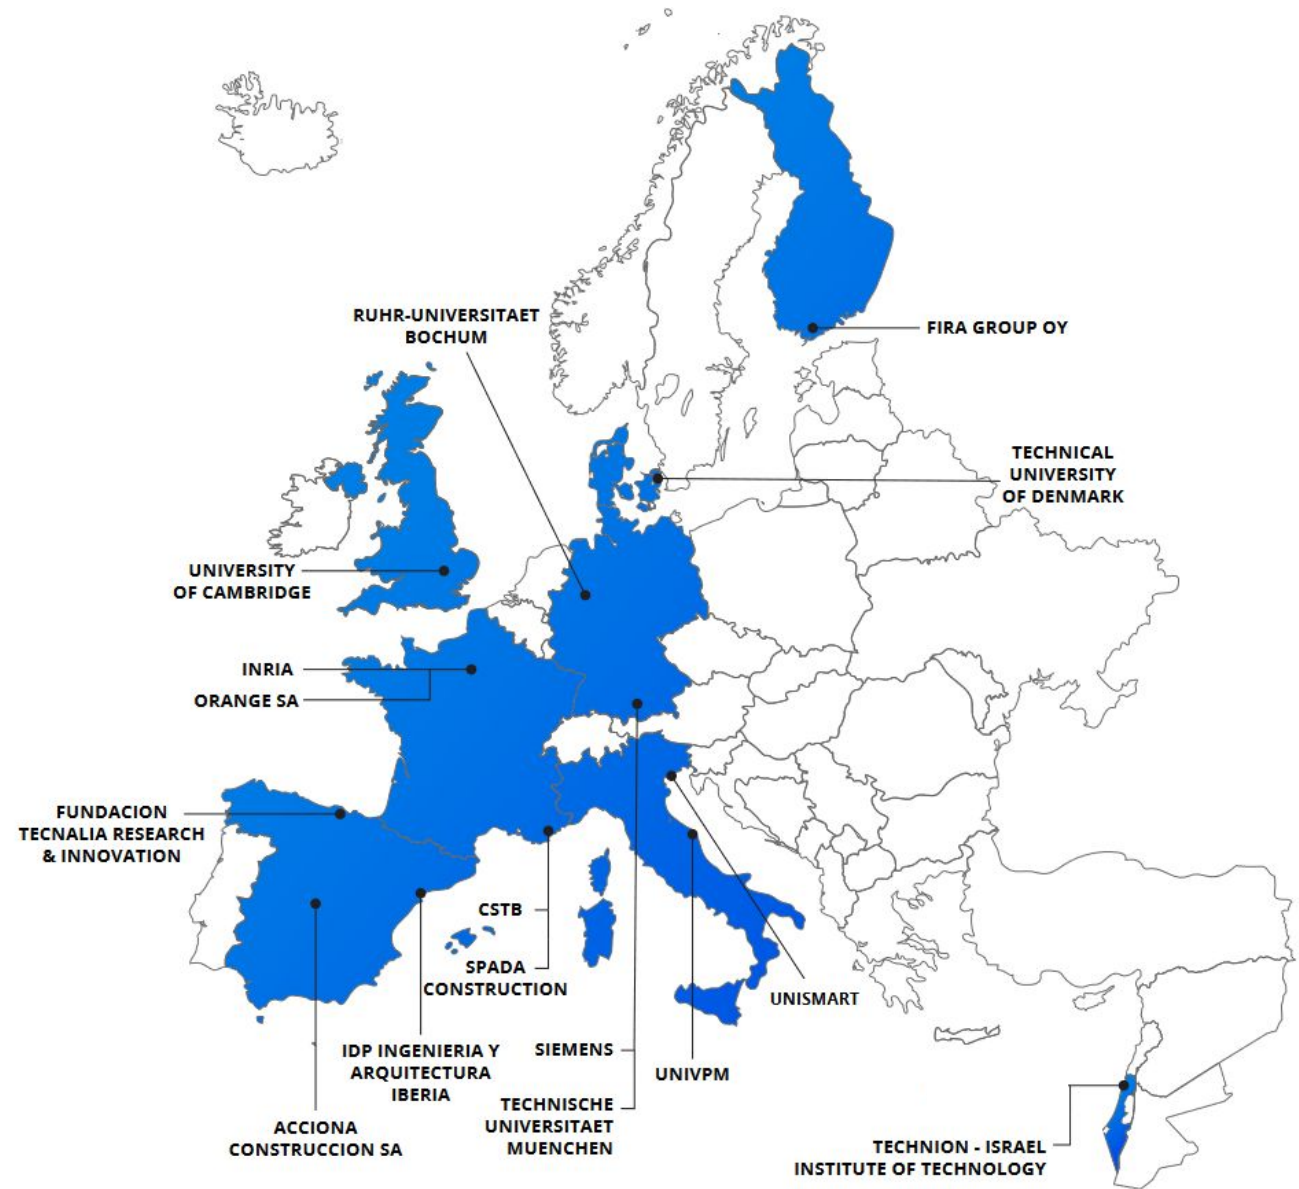 RUHR-UNIVERSITAET
BOCHUM
FIRA GROUP OY
TECHNICAL
UNIVERSITY
OF DENMARK
UNIVERSITY
OF CAMBRIDGE
INRIA
ORANGE SA
FUNDACION
TECNALIA RESEARCH
& INNOVATION
CSTB
SPADA
CONSTRUCTION
UNISMART
IDP INGENIERIA Y
ARQUITECTURA
IBERIA
SIEMENS
UNIVPM
TECHNISCHE
UNIVERSITAET
MUENCHEN
ACCIONA
CONSTRUCCION SA
TECHNION - ISRAEL
INSTITUTE OF TECHNOLOGY